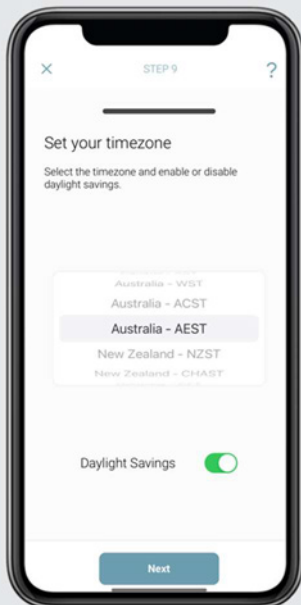 STEP 9
?
Set your timezone
Select the timezone and enable or disable
daylight savings.
Australia - WST
Australia - ACST
Australia - AEST
New Zealand - NZST
New Zealand - CHAST
Daylight Savings
Next